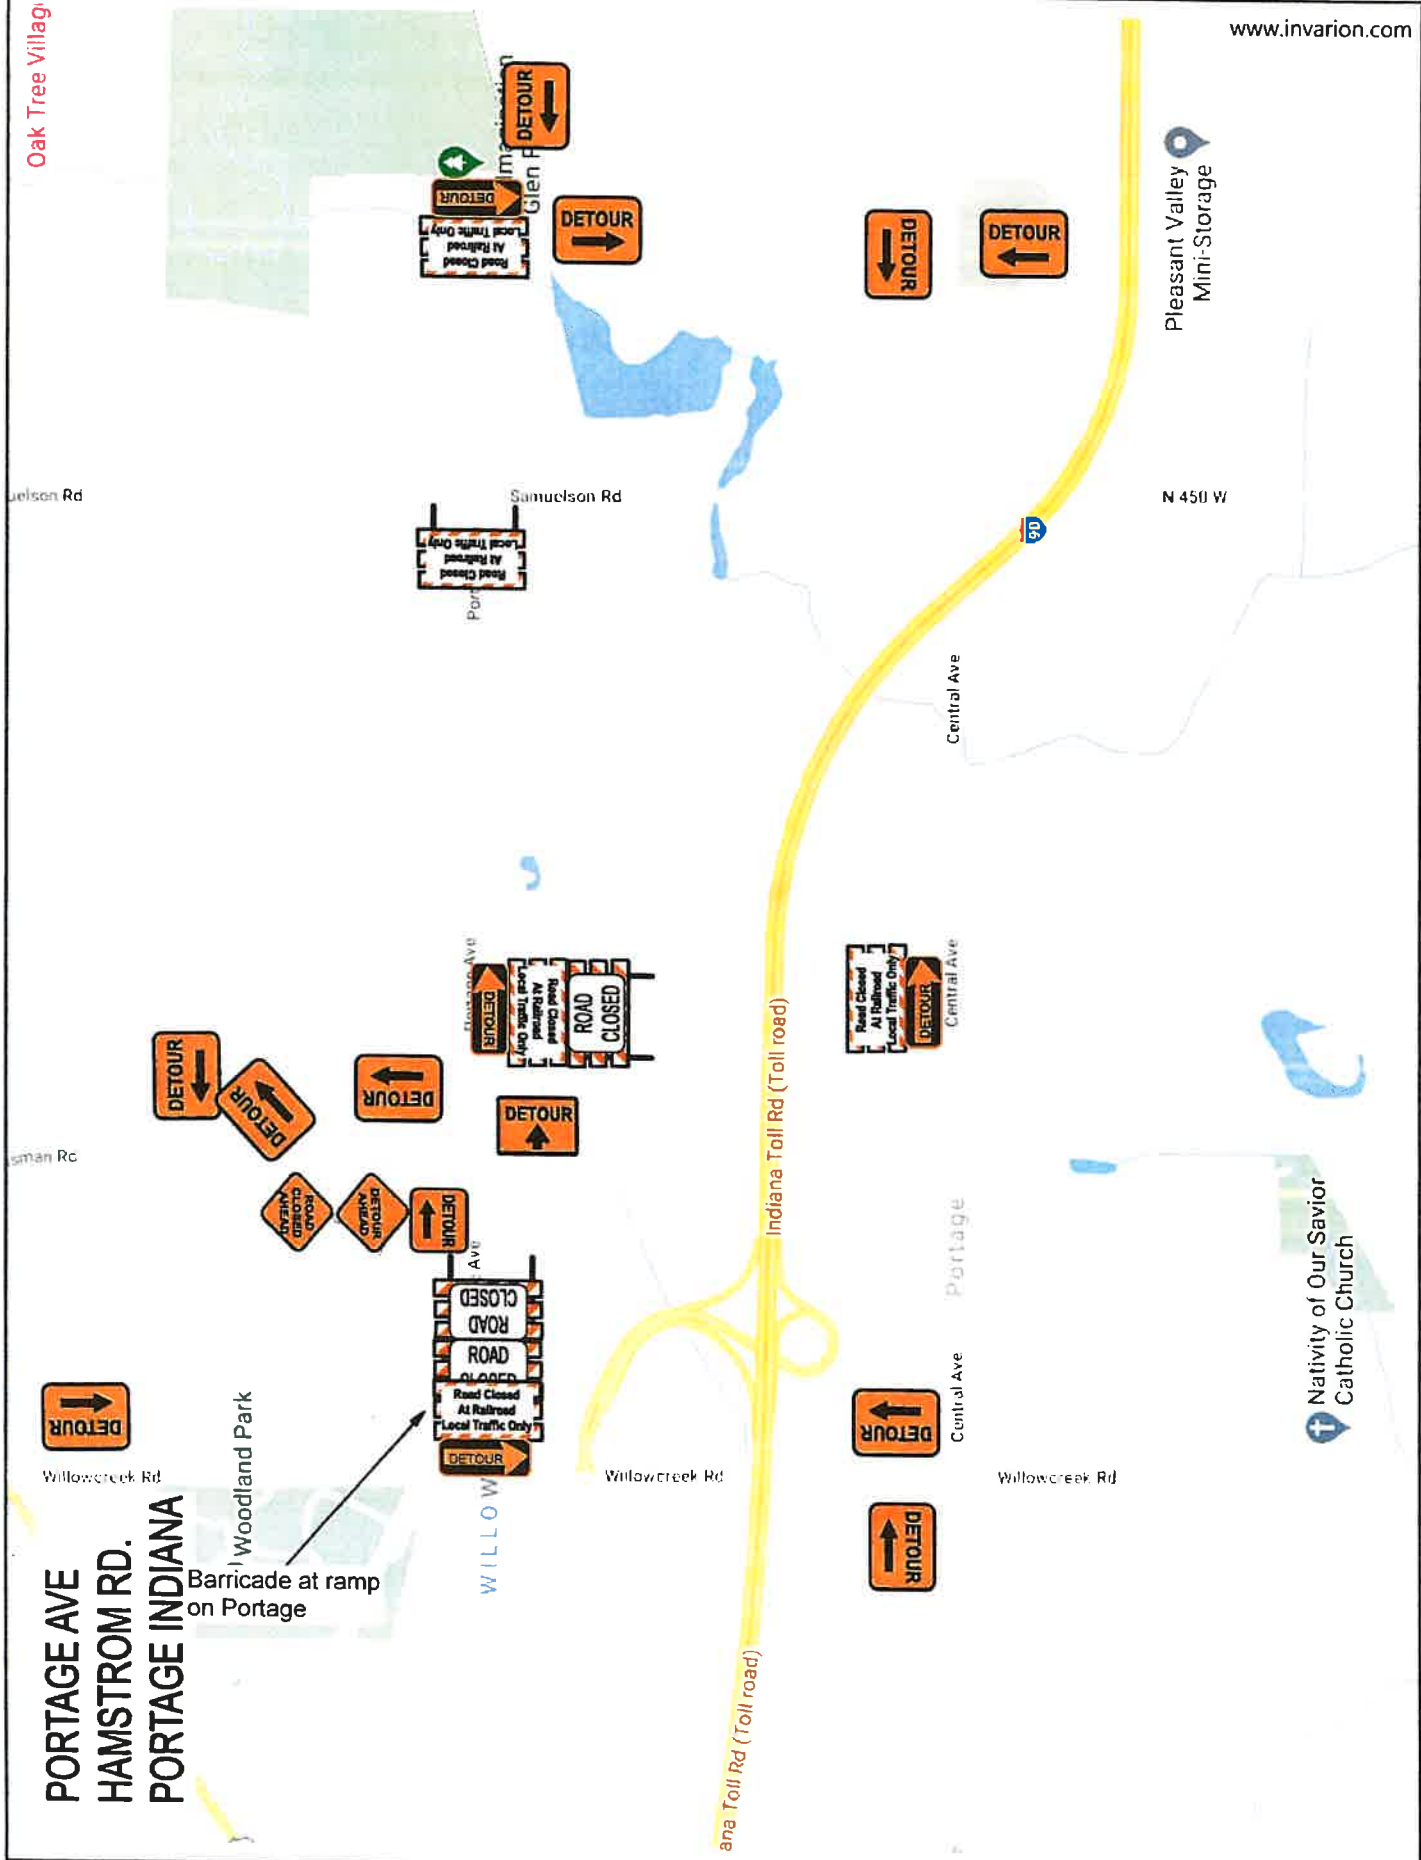 PORTAGE AVE
HAMSTROM RD.
PORTAGE INDIANA
Barricade at ramp
on Portage
www.invarion.com
Oak Tree Villag
uelson Rd
Samuelson Rd
N 450 W
Pleasant Valley
Mini-Storage
DETOUR
DETOUR
DETOUR
Road Closed
At Railroad
Local Traffic Only
DETOUR
DETOUR
Road Closed
At Railroad
Local Traffic Only
90
Central Ave
DETOUR
Road Closed
At Railroad
Local Traffic Only
ROAD
CLOSED
Road Closed
At Railroad
Local Traffic Only
DETOUR
Central Ave
Indiana Toll Rd (Toll road)
DETOUR
DETOUR
DETOUR
DETOUR
ROAD
CLOSED
AHEAD
DETOUR
AHEAD
DETOUR
Ave
ROAD
CLOSED
ROAD
CLOSED
Road Closed
At Railroad
Local Traffic Only
DETOUR
Portage
Nativity of Our Savior
Catholic Church
DETOUR
Central Ave
DETOUR
DETOUR
Willowcreek Rd
Willowcreek Rd
Willowcreek Rd
Woodland Park
WILLOW
ana Toll Rd (Toll road)